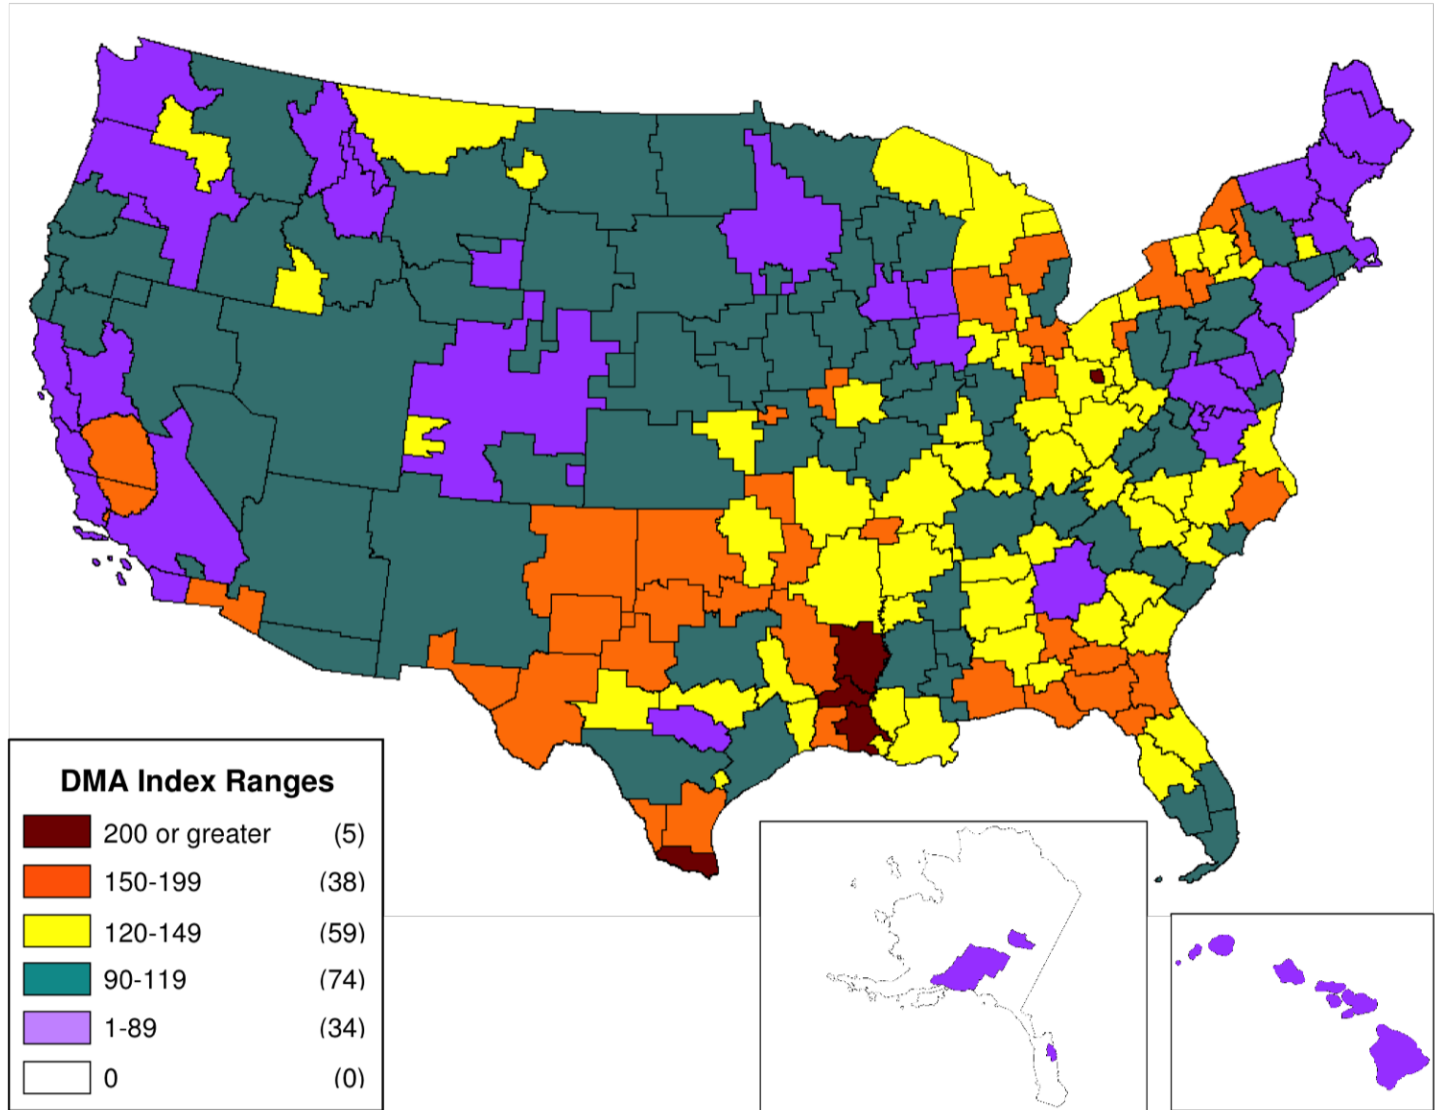 DMA Index Ranges
200 or greater (5)
150-199 (38)
120-149 (59)
90-119 (74)
1-89 (34)
0 (0)